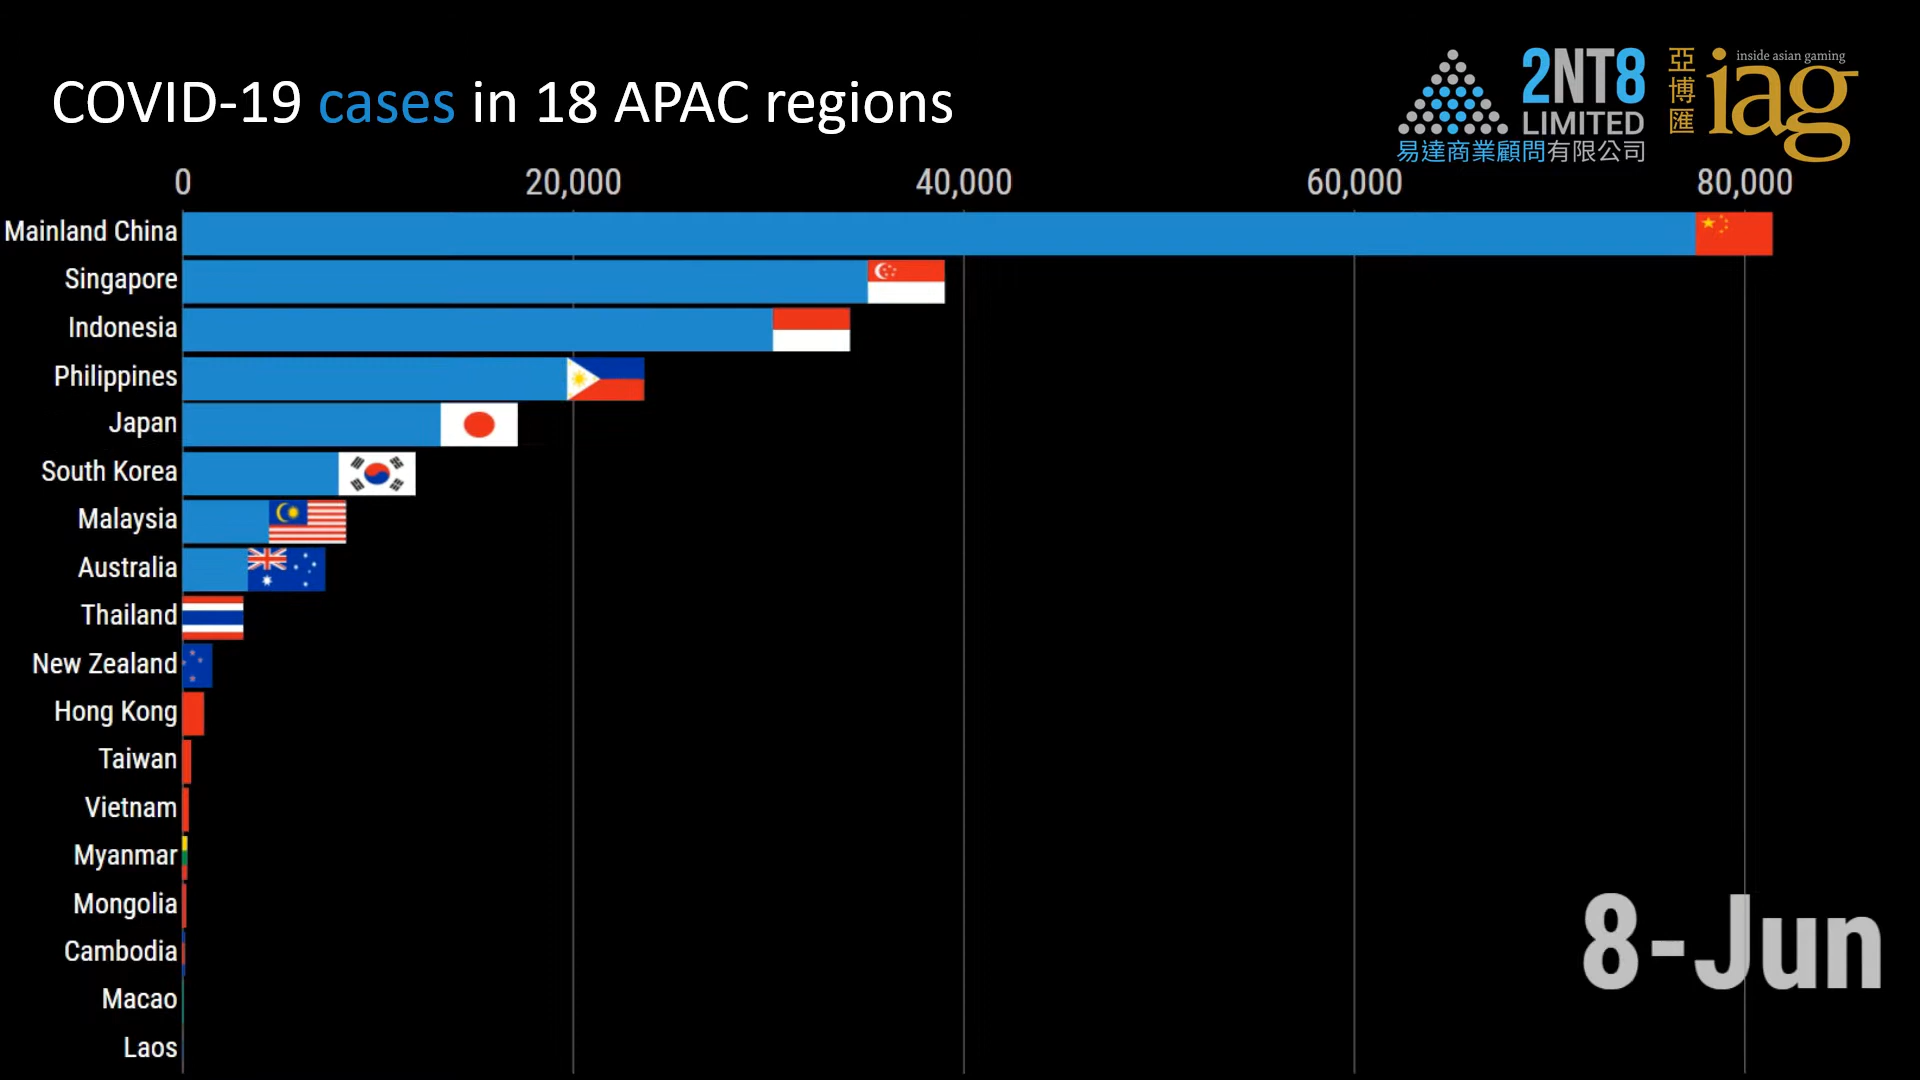 COVID-19 cases in 18 APAC regions
2NT8
LIMITED
易達商業顧問有限公司
亞博匯
inside asian gaming
iag
0 20,000 40,000 60,000 80,000
Mainland China
Singapore
Indonesia
Philippines
Japan
South Korea
Malaysia
Australia
Thailand
New Zealand
Hong Kong
Taiwan
Vietnam
Myanmar
Mongolia
Cambodia
Macao
Laos
8-Jun